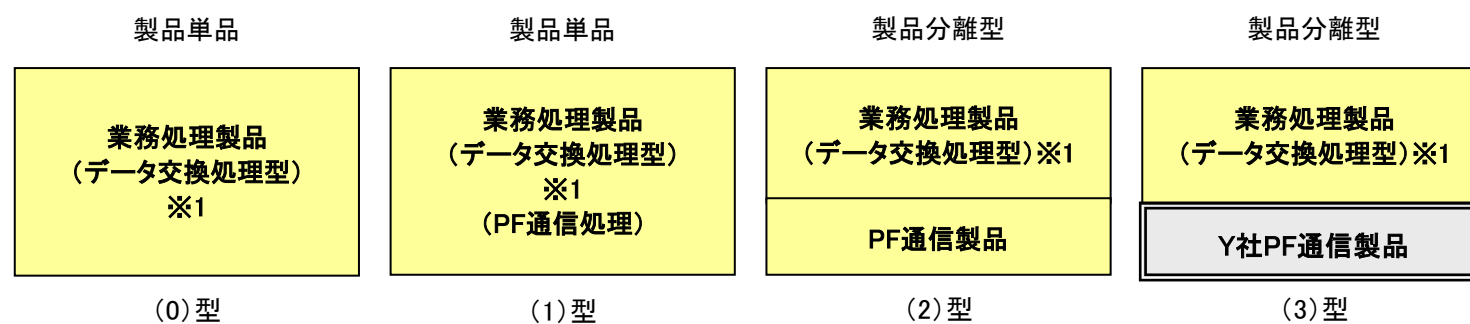 製品単品
製品単品
製品分離型
製品分離型
業務処理製品
（データ交換処理型）
※1
業務処理製品
（データ交換処理型）
※1
（PF通信処理）
業務処理製品
（データ交換処理型）※1
PF通信製品
業務処理製品
（データ交換処理型）※1
Y社PF通信製品
（0）型
（1）型
（2）型
（3）型